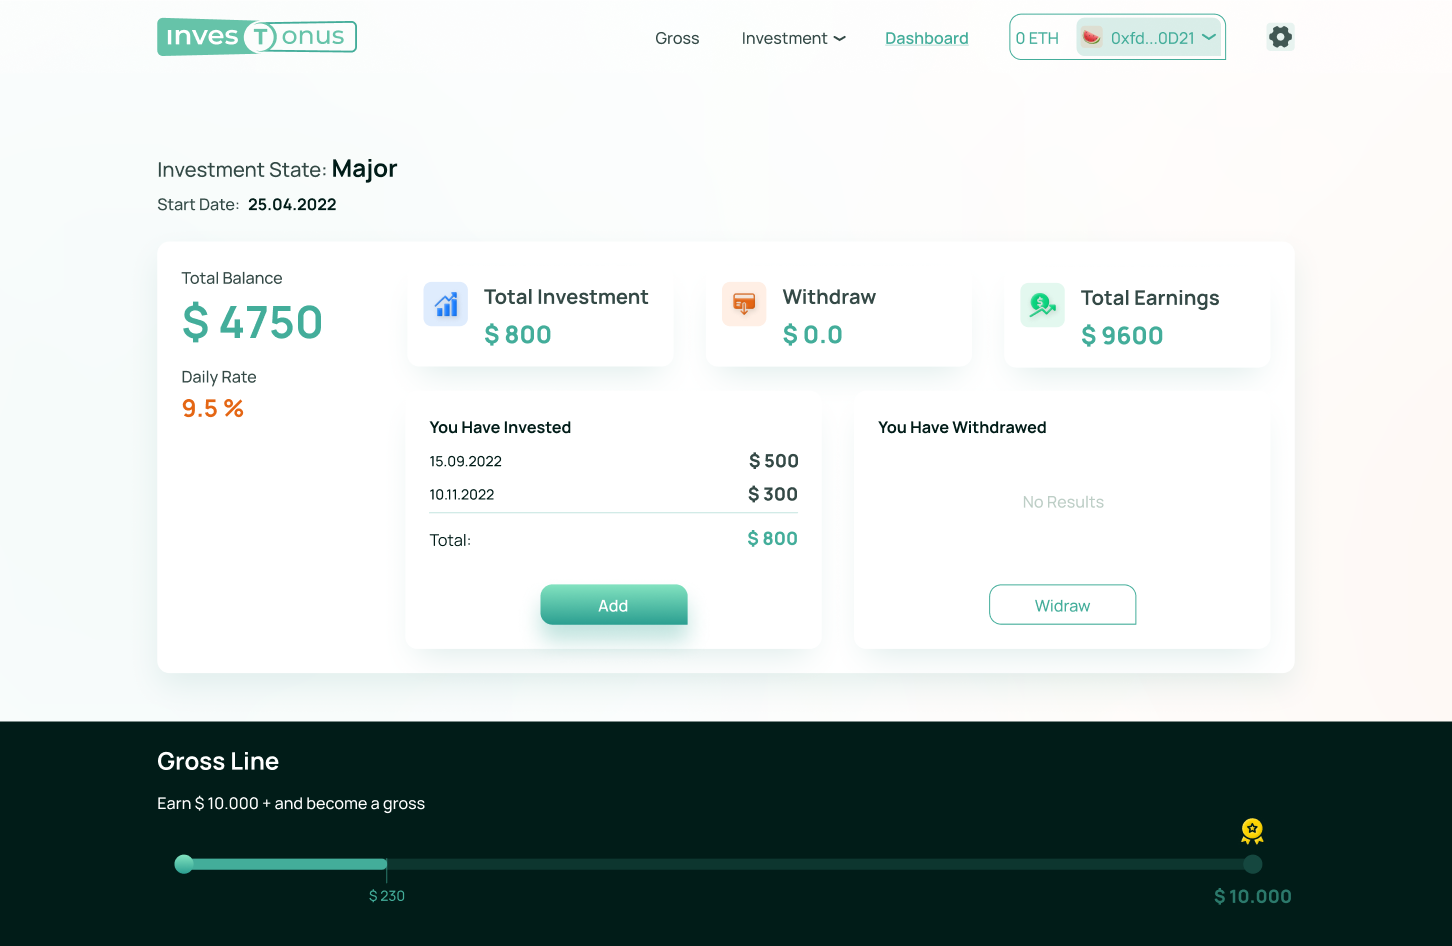 inves T onus
Gross
Investment
Dashboard
0 ETH
0xfd...0D21
Investment State: Major
Start Date: 25.04.2022
Total Balance
$ 4750
Daily Rate
9.5 %
Total Investment
$ 800
Withdraw
$ 0.0
Total Earnings
$ 9600
You Have Invested
15.09.2022 $ 500
10.11.2022 $ 300
Total: $ 800
Add
You Have Withdrawed
No Results
Widraw
Gross Line
Earn $ 10.000 + and become a gross
$ 230
$ 10.000